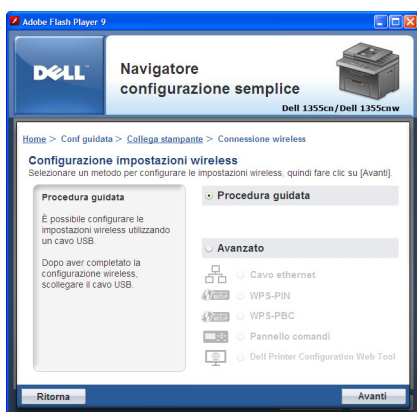 Adobe Flash Player 9
DELL™
Navigatore
configurazione semplice
Dell 1355cn/Dell 1355cnw
Home > Conf guidata > Collega stampante > Connessione wireless
Configurazione impostazioni wireless
Selezionare un metodo per configurare le impostazioni wireless, quindi fare clic su [Avanti].
Procedura guidata
È possibile configurare le
impostazioni wireless utilizzando
un cavo USB.
Dopo aver completato la
configurazione wireless,
scollegare il cavo USB.
Procedura guidata
Avanzato
Cavo ethernet
WPS-PIN
WPS-PBC
Pannello comandi
Dell Printer Configuration Web Tool
Ritorna
Avanti